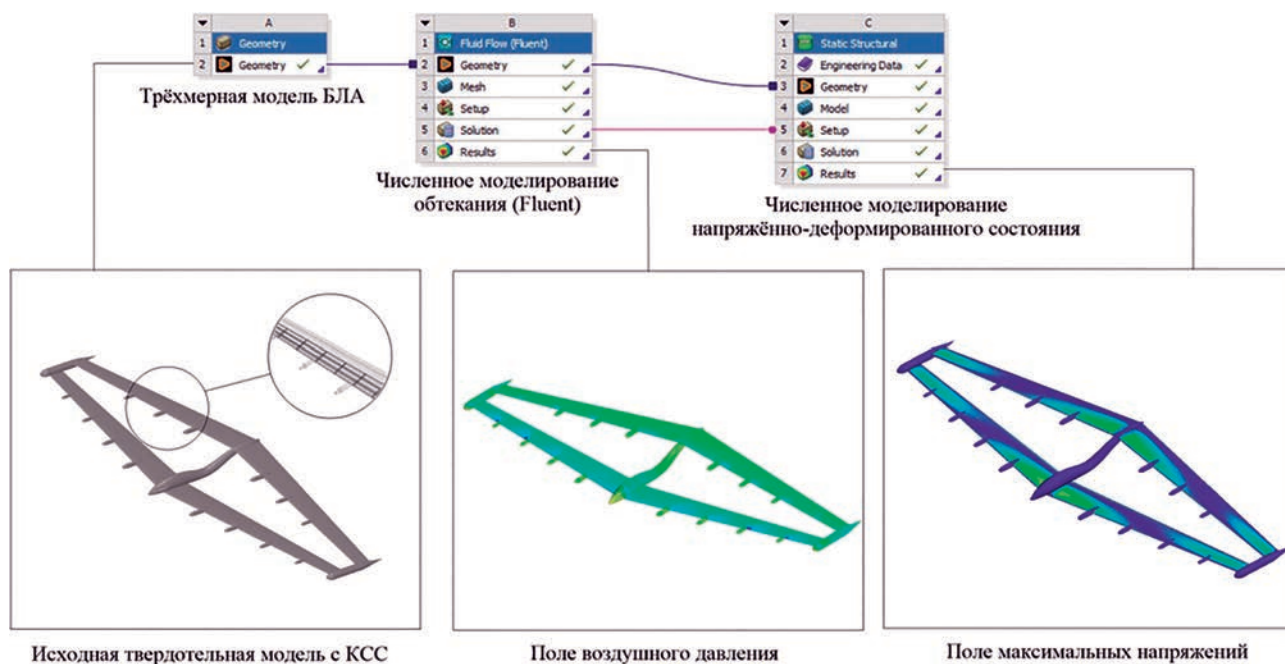 A
1 Geometry
2 Geometry
Трёхмерная модель БЛА
B
1 Fluid Flow (Fluent)
2 Geometry
3 Mesh
4 Setup
5 Solution
6 Results
Численное моделирование
обтекания (Fluent)
C
1 Static Structural
2 Engineering Data
3 Geometry
4 Model
5 Setup
6 Solution
7 Results
Численное моделирование
напряжённо-деформированного состояния
Исходная твердотельная модель с КСС
Поле воздушного давления
Поле максимальных напряжений